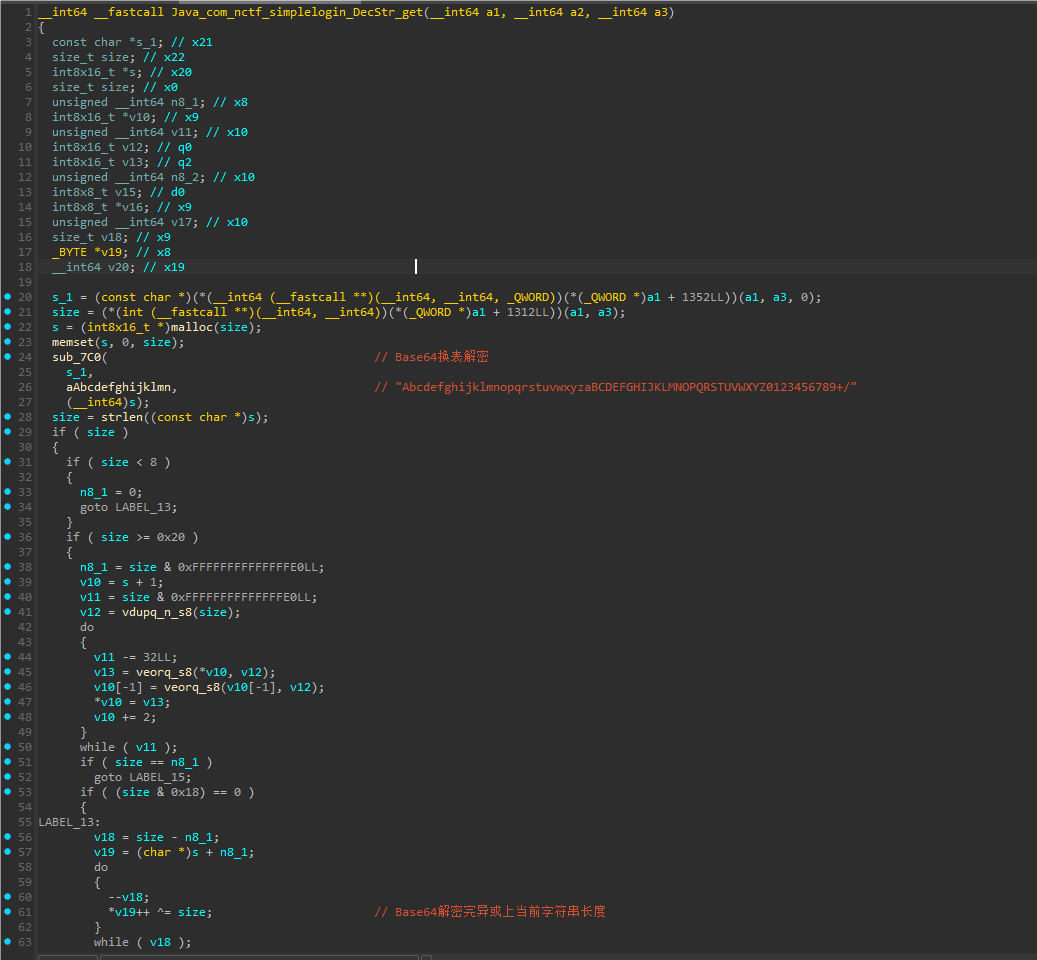 1 __int64 __fastcall Java_com_nctf_simplelogin_DecStr_get(__int64 a1, __int64 a2, __int64 a3)
2 {
3   const char *s_1; // x21
4   size_t size; // x22
5   int8x16_t *s; // x20
6   size_t size; // x0
7   unsigned __int64 n8_1; // x8
8   int8x16_t *v10; // x9
9   unsigned __int64 v11; // x10
10   int8x16_t v12; // q0
11   int8x16_t v13; // q2
12   unsigned __int64 n8_2; // x10
13   int8x8_t v15; // d0
14   int8x8_t *v16; // x9
15   unsigned __int64 v17; // x10
16   size_t v18; // x9
17   _BYTE *v19; // x8
18   __int64 v20; // x19
19
20   s_1 = (const char *)(*(__int64 (__fastcall **)(__int64, __int64, _QWORD))(*(_QWORD *)a1 + 1352LL))(a1, a3, 0);
21   size = (*(int (__fastcall **)(__int64, __int64))(*(_QWORD *)a1 + 1312LL))(a1, a3);
22   s = (int8x16_t *)malloc(size);
23   memset(s, 0, size);
24   sub_7C0(                                      // Base64换表解密
25     s_1,
26     aAbcdefghijklmn,                            // "AbcdefghijklmnopqrstuvwxyzaBCDEFGHIJKLMNOPQRSTUVWXYZ0123456789+/"
27     (__int64)s);
28   size = strlen((const char *)s);
29   if ( size )
30   {
31     if ( size < 8 )
32     {
33       n8_1 = 0;
34       goto LABEL_13;
35     }
36     if ( size >= 0x20 )
37     {
38       n8_1 = size & 0xFFFFFFFFFFFFFFE0LL;
39       v10 = s + 1;
40       v11 = size & 0xFFFFFFFFFFFFFFE0LL;
41       v12 = vdupq_n_s8(size);
42       do
43       {
44         v11 -= 32LL;
45         v13 = veorq_s8(*v10, v12);
46         v10[-1] = veorq_s8(v10[-1], v12);
47         *v10 = v13;
48         v10 += 2;
49       }
50       while ( v11 );
51       if ( size == n8_1 )
52         goto LABEL_15;
53       if ( (size & 0x18) == 0 )
54       {
55 LABEL_13:
56         v18 = size - n8_1;
57         v19 = (char *)s + n8_1;
58         do
59         {
60           --v18;
61           *v19++ ^= size;                       // Base64解密完异或上当前字符串长度
62         }
63         while ( v18 );